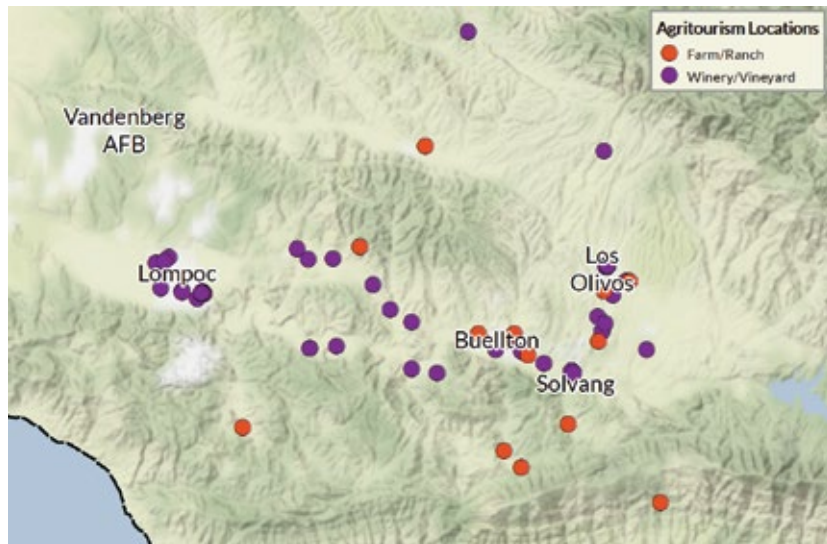 Agritourism Locations
Farm/Ranch
Winery/Vineyard
Vandenberg
AFB
Lompoc
Los
Olivos
Buellton
Solvang